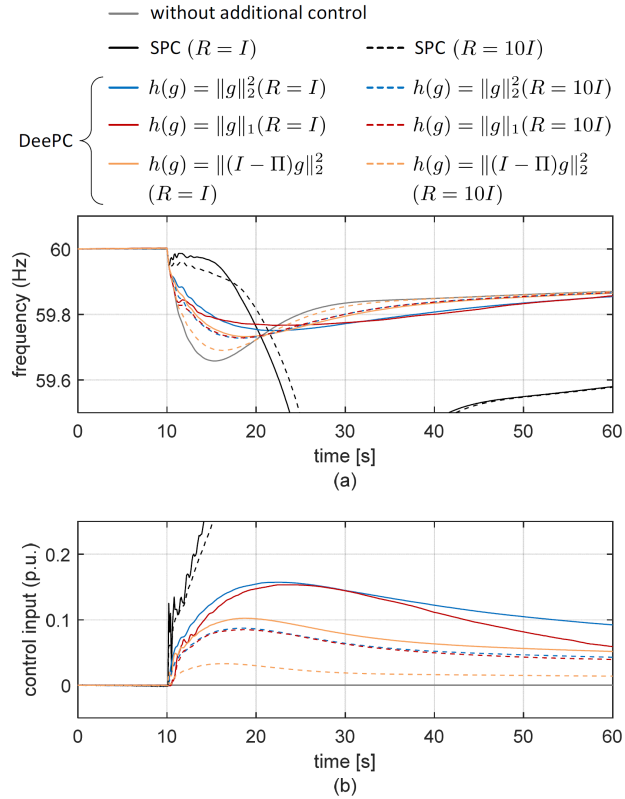 without additional control
SPC (R = I)
SPC (R = 10I)
DeePC
h(g) = ‖g‖₂²(R = I)
h(g) = ‖g‖₂²(R = 10I)
h(g) = ‖g‖₁(R = I)
h(g) = ‖g‖₁(R = 10I)
h(g) = ‖(I − Π)g‖₂²
(R = I)
h(g) = ‖(I − Π)g‖₂²
(R = 10I)
frequency (Hz)
60
59.8
59.6
0 10 20 30 40 50 60
time [s]
(a)
control input (p.u.)
0.2
0.1
0
0 10 20 30 40 50 60
time [s]
(b)